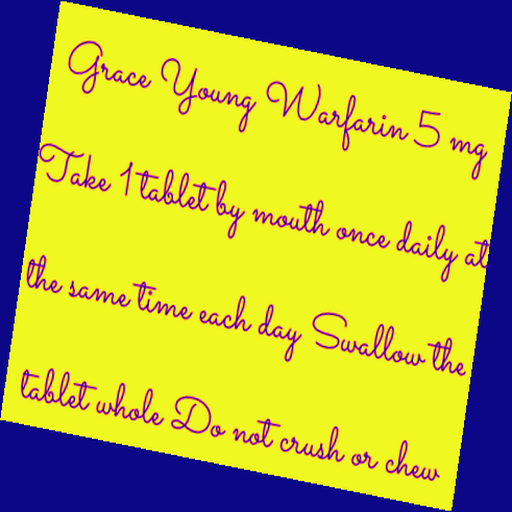 Grace Young Warfarin 5 mg
Take 1 tablet by mouth once daily at
the same time each day Swallow the
tablet whole Do not crush or chew